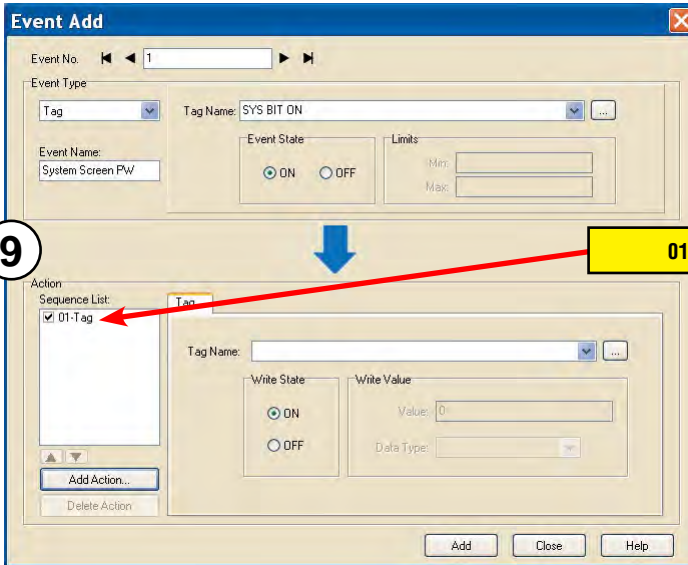 Event Add
Event No. 1
Event Type
Tag Tag Name: SYS BIT ON ...
Event Name:
System Screen PW
Event State
ON OFF
Limits
Min:
Max:
9
01
Action
Sequence List:
01-Tag
Tag
Tag Name: ...
Write State
ON
OFF
Write Value
Value: 0
Data Type:
Add Action...
Delete Action
Add Close Help